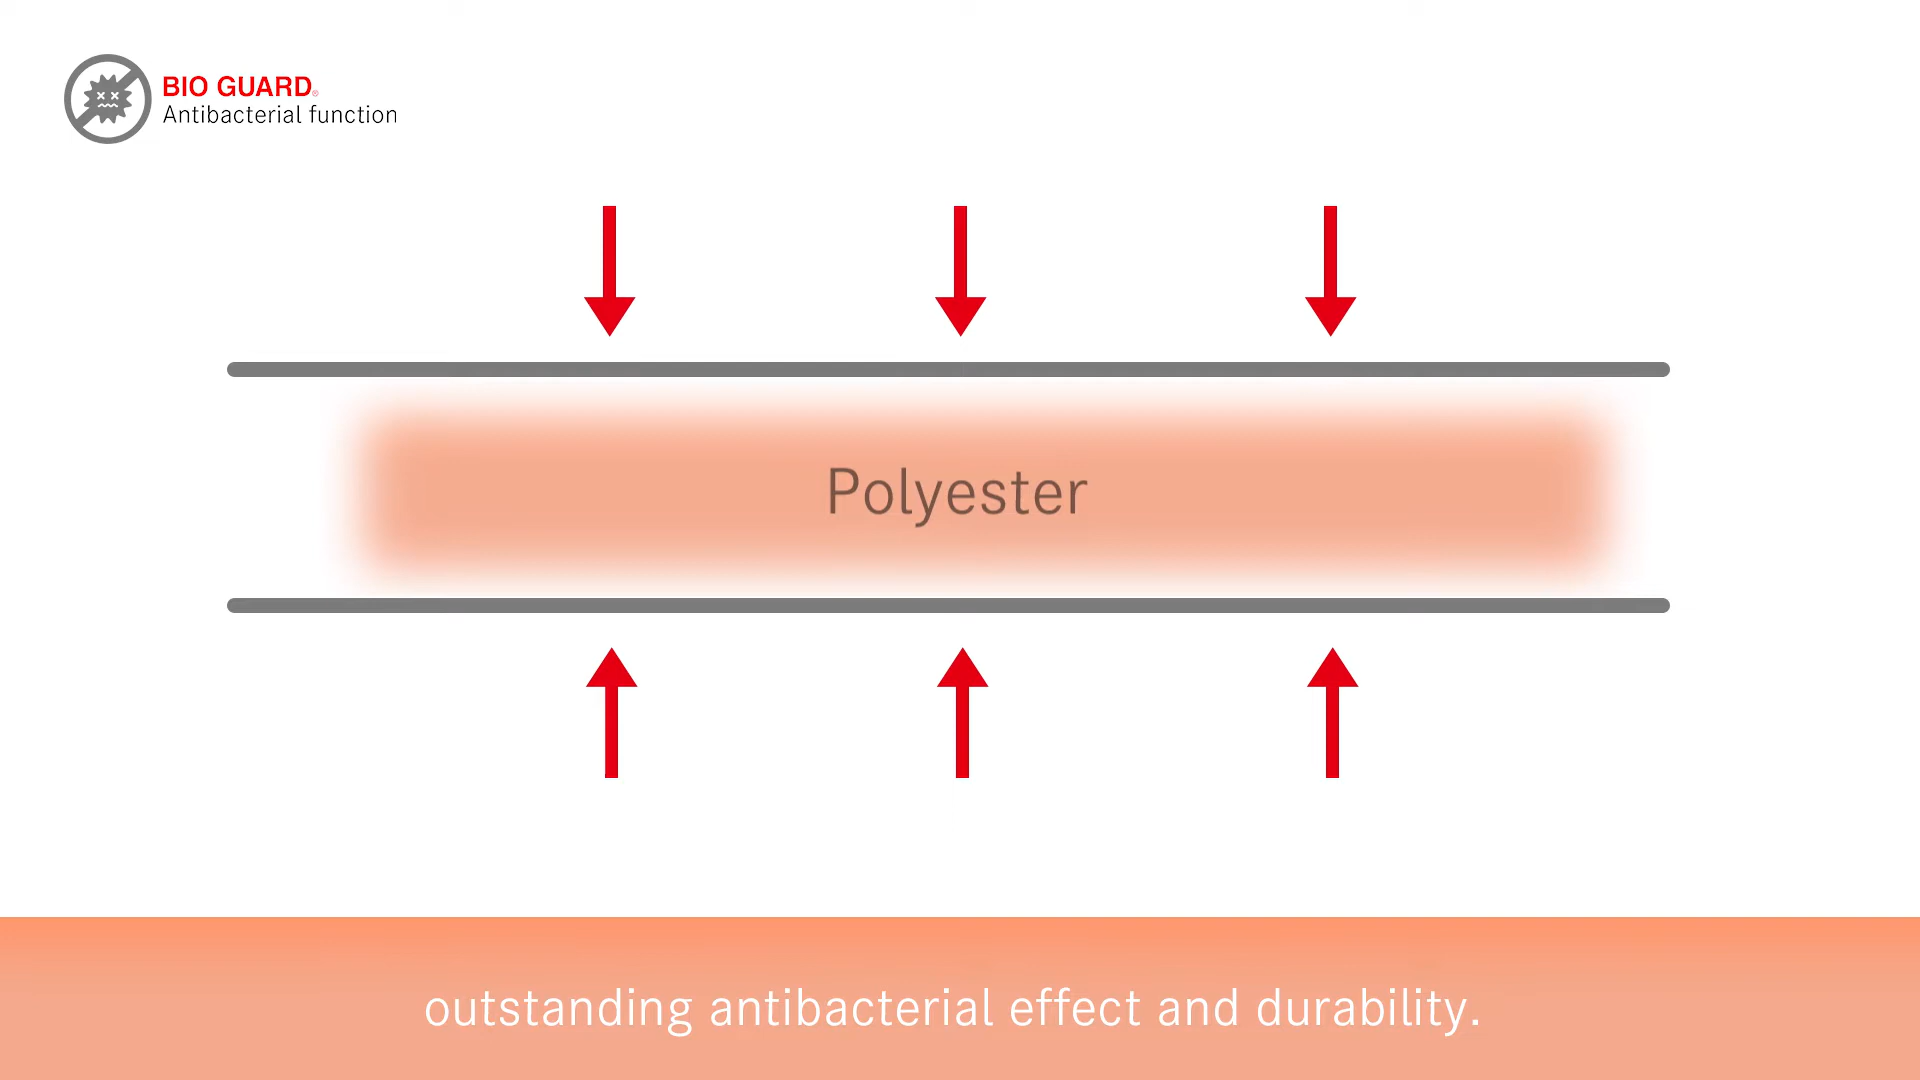 BIO GUARD®
Antibacterial function
Polyester
outstanding antibacterial effect and durability.